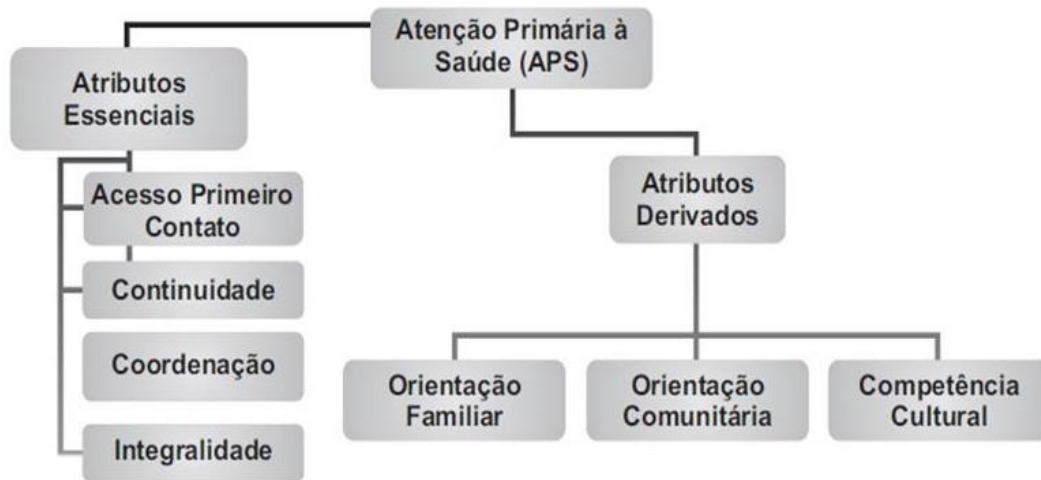 Atenção Primária à
Saúde (APS)
Atributos
Essenciais
Acesso Primeiro
Contato
Continuidade
Coordenação
Integralidade
Atributos
Derivados
Orientação
Familiar
Orientação
Comunitária
Competência
Cultural